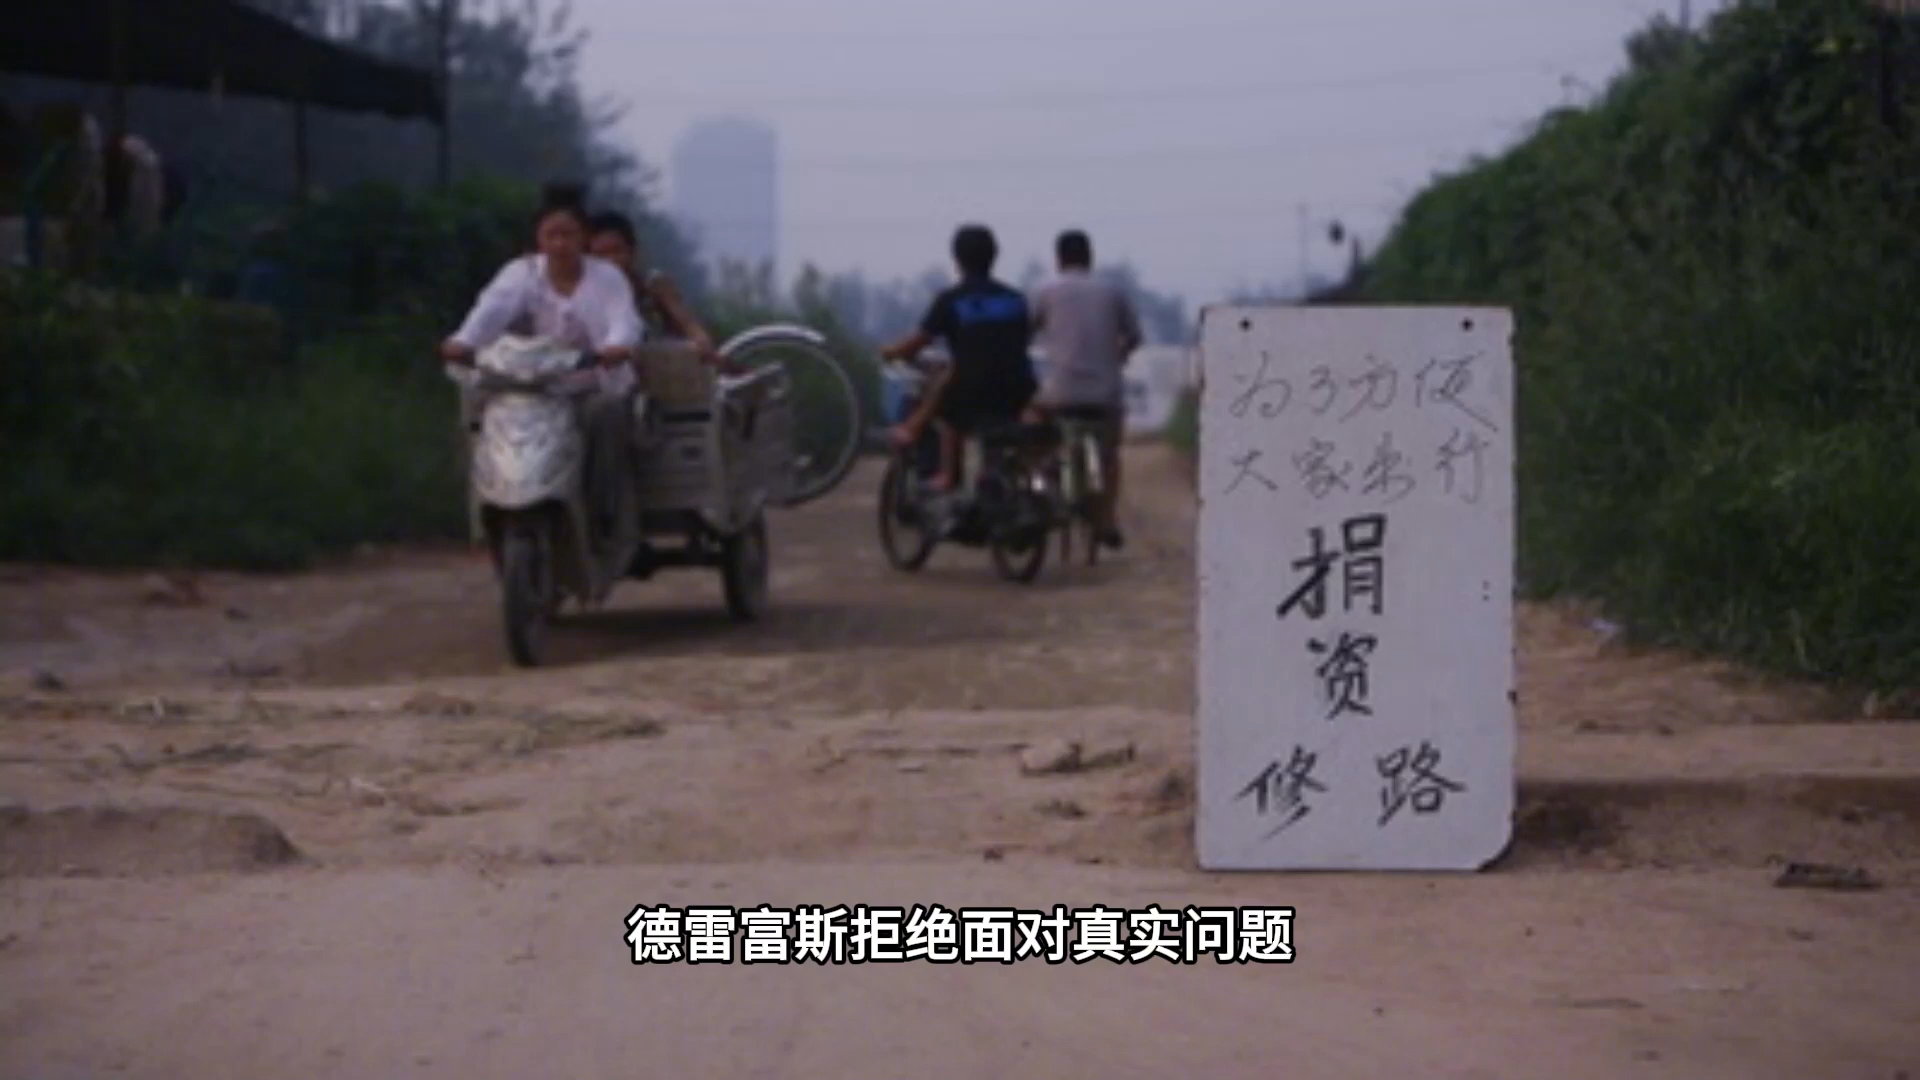 为了方便
大家出行
捐
资
修路
德雷富斯拒绝面对真实问题